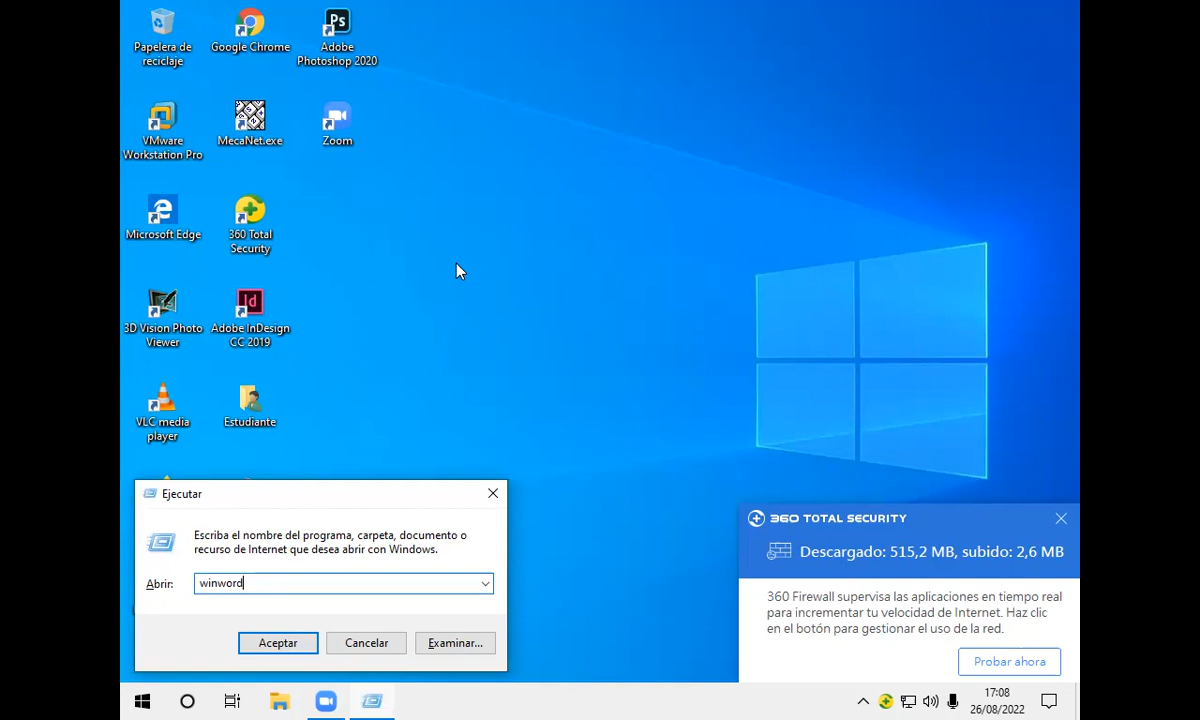 Papelera de
reciclaje
Google Chrome
Ps
Adobe
Photoshop 2020
VMware
Workstation Pro
MecaNet.exe
Zoom
Microsoft Edge
360 Total
Security
3D Vision Photo
Viewer
Id
Adobe InDesign
CC 2019
VLC media
player
Estudiante
Ejecutar
Escriba el nombre del programa, carpeta, documento o
recurso de Internet que desea abrir con Windows.
Abrir:
winword
Aceptar
Cancelar
Examinar...
360 TOTAL SECURITY
Descargado: 515,2 MB, subido: 2,6 MB
360 Firewall supervisa las aplicaciones en tiempo real
para incrementar tu velocidad de Internet. Haz clic
en el botón para gestionar el uso de la red.
Probar ahora
17:08
26/08/2022